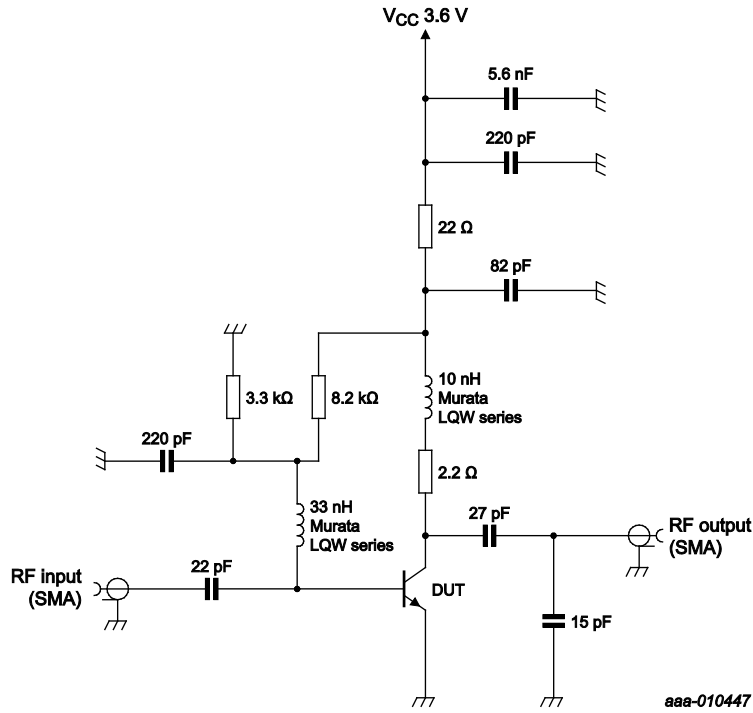 VCC 3.6 V
5.6 nF
220 pF
22 Ω
82 pF
10 nH
Murata
LQW series
3.3 kΩ
8.2 kΩ
220 pF
2.2 Ω
33 nH
Murata
LQW series
27 pF
RF output
(SMA)
22 pF
RF input
(SMA)
DUT
15 pF
aaa-010447